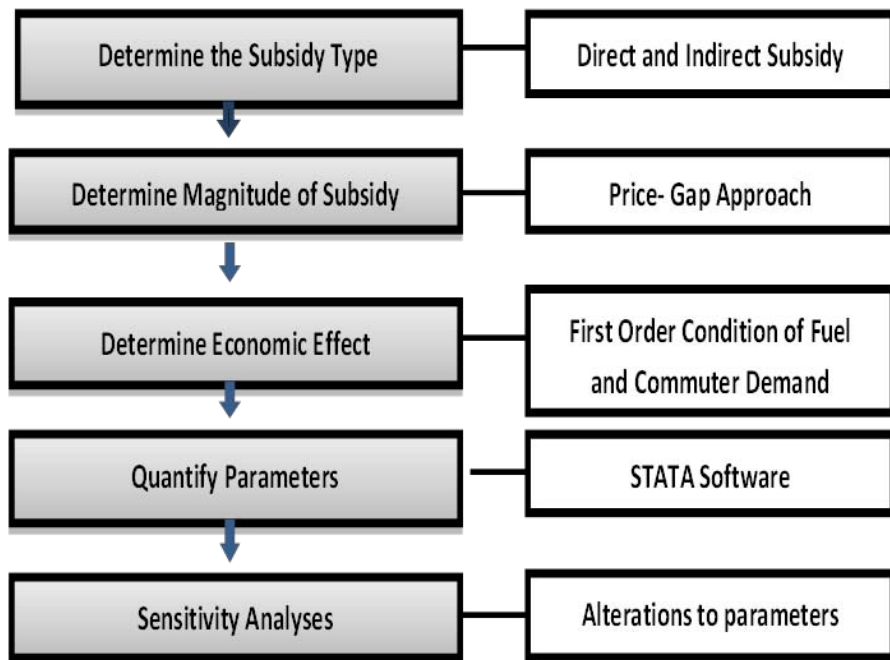 Determine the Subsidy Type
Direct and Indirect Subsidy
Determine Magnitude of Subsidy
Price- Gap Approach
Determine Economic Effect
First Order Condition of Fuel
and Commuter Demand
Quantify Parameters
STATA Software
Sensitivity Analyses
Alterations to parameters